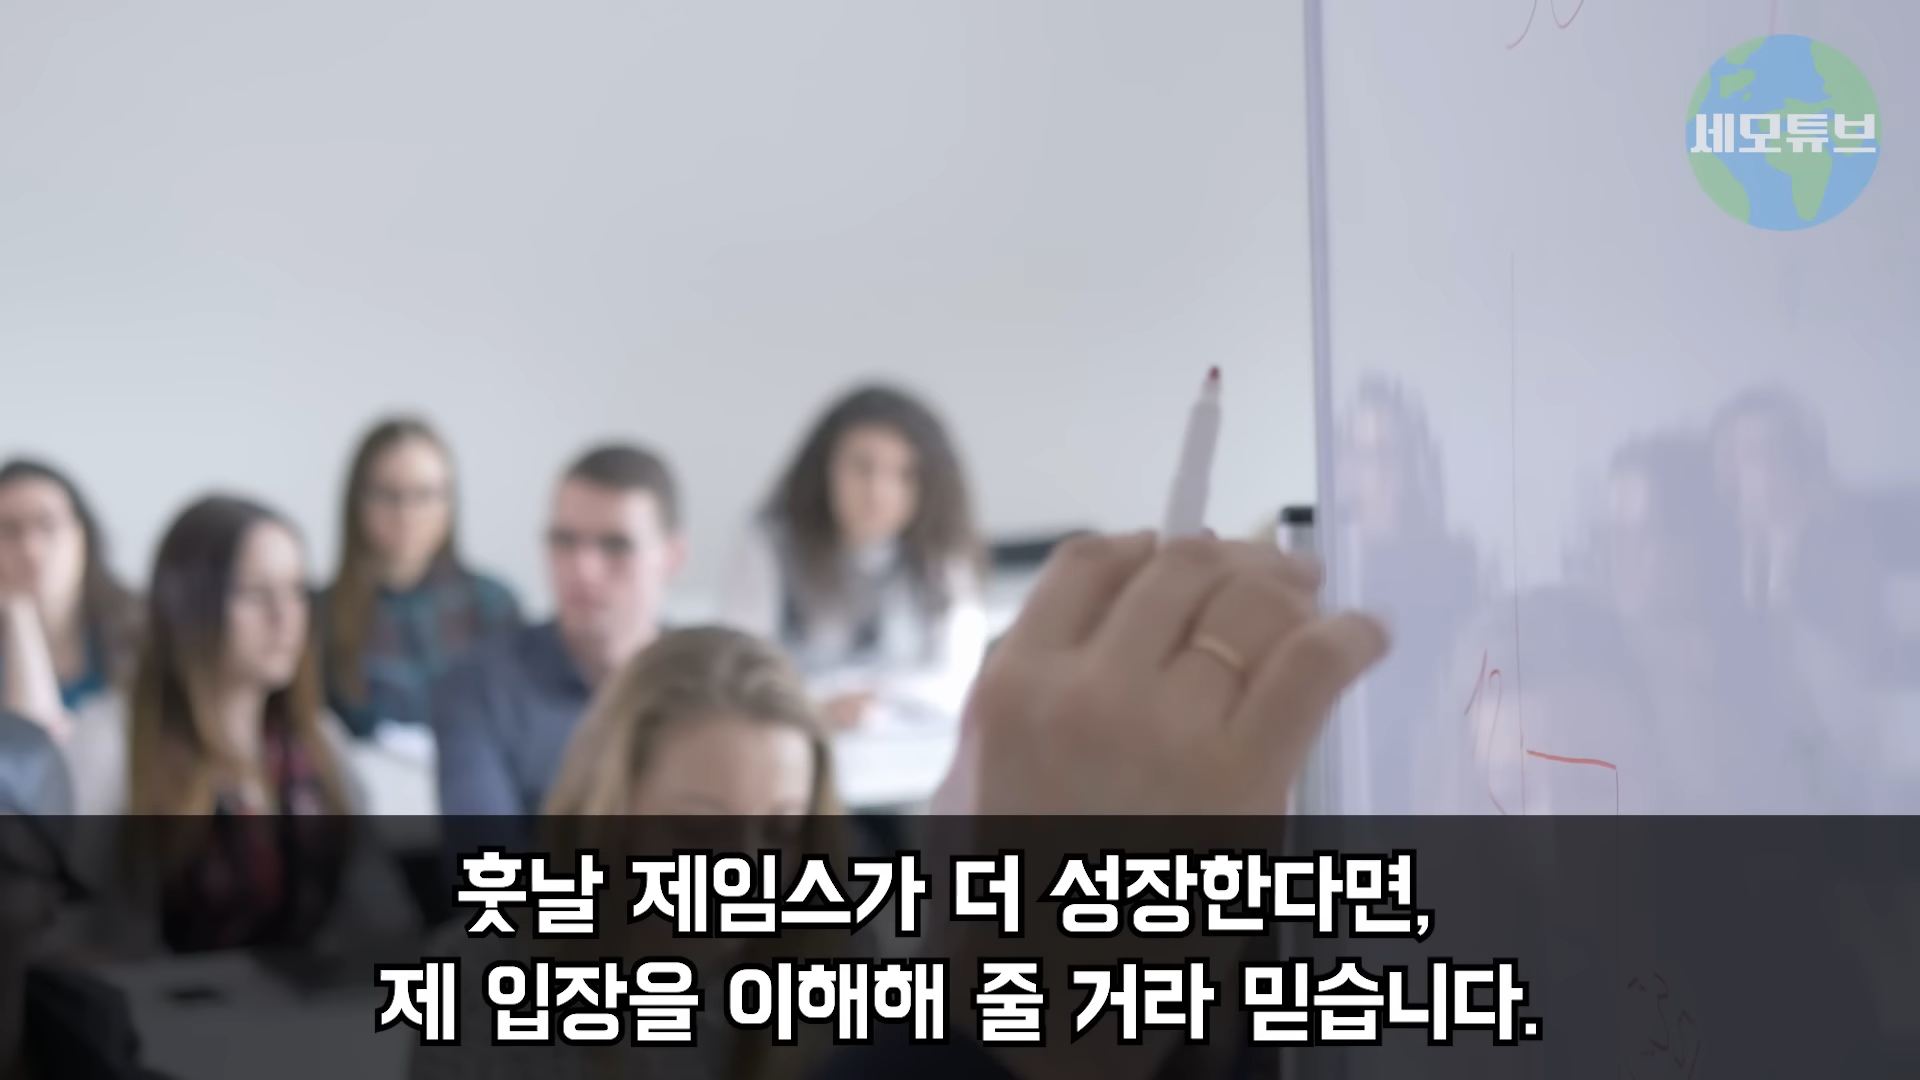 세모튜브
훗날 제임스가 더 성장한다면,
제 입장을 이해해 줄 거라 믿습니다.